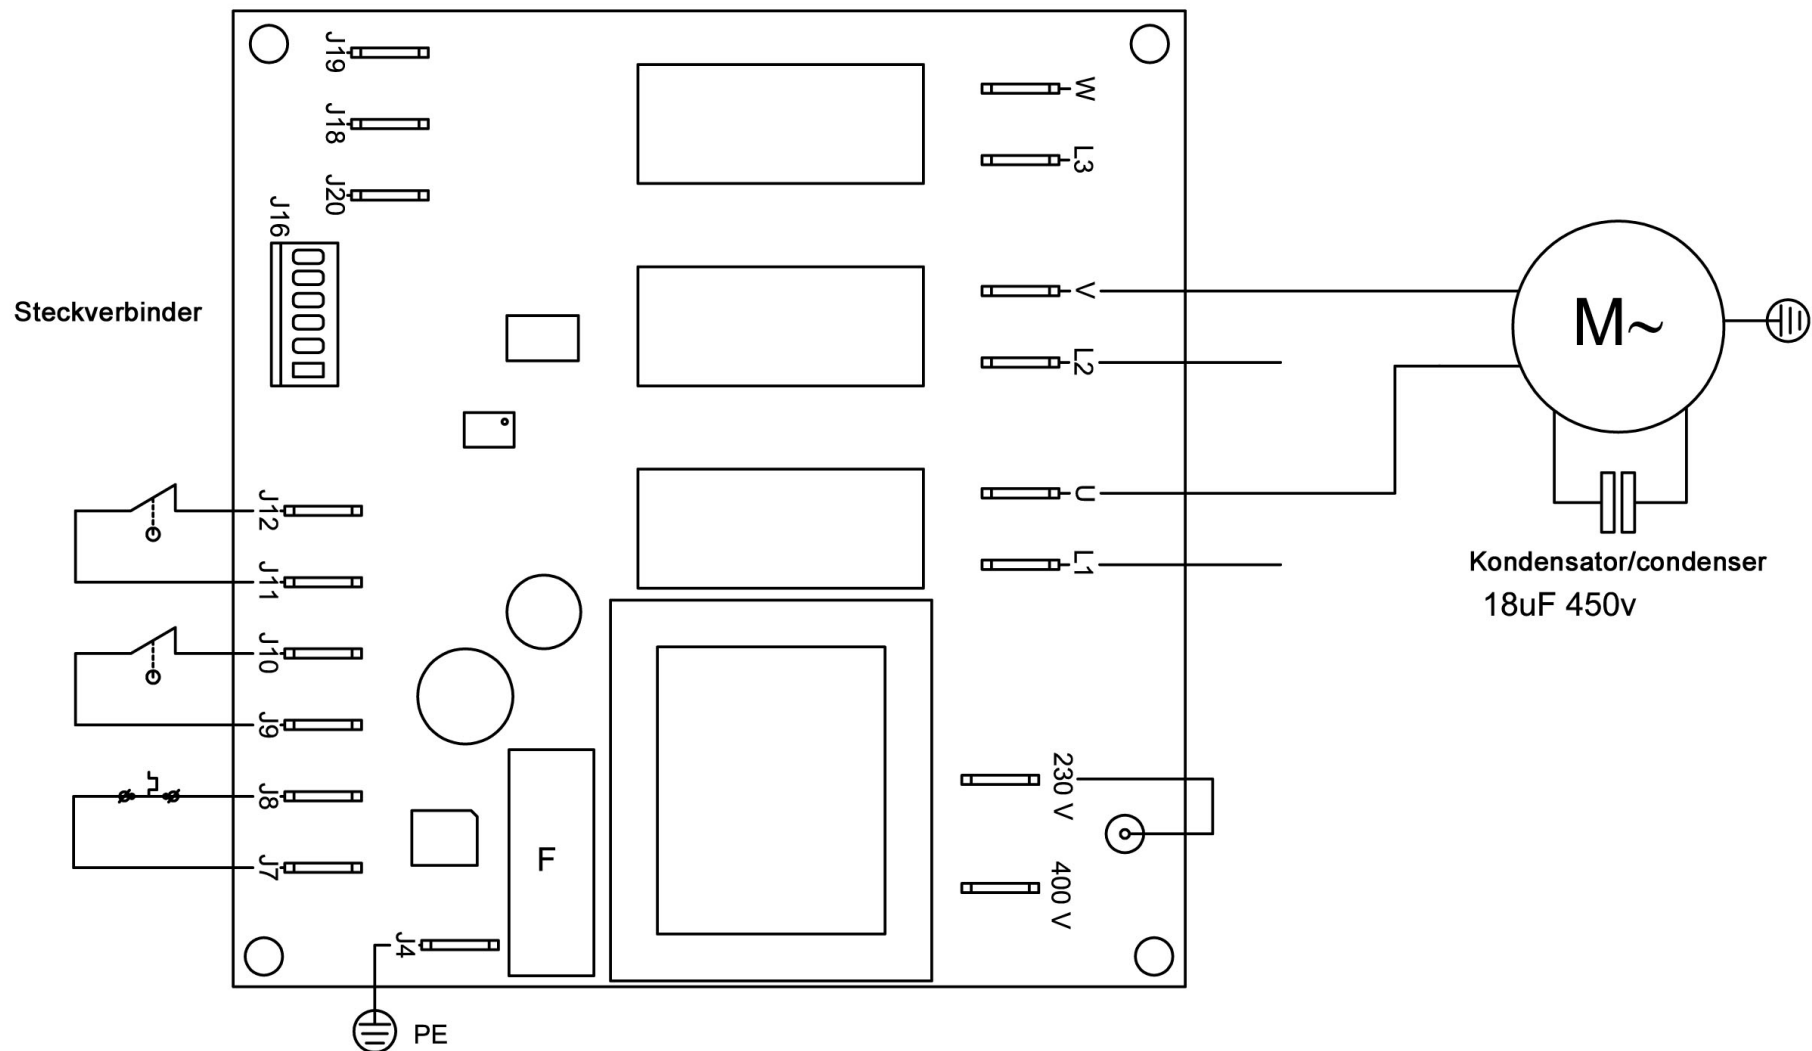 J19
W
J18
L3
J20
J16
Steckverbinder
V
M~
L2
J12
U
J11
L1
Kondensator/condenser
18uF 450v
J10
J9
230 V
J8
J7
F
400 V
J4
PE